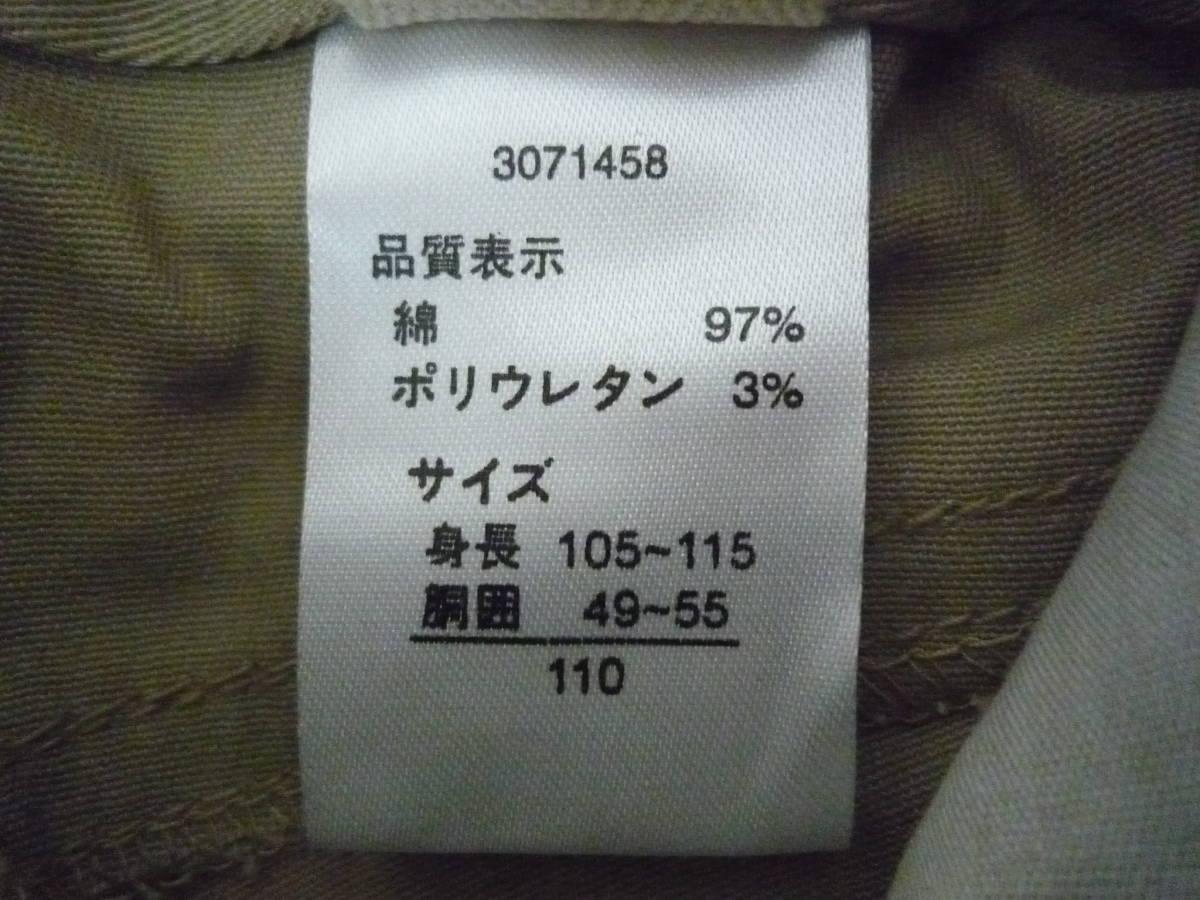 3071458
品質表示
綿 97%
ポリウレタン 3%
サイズ
身長 105~115
胴囲 49~55
110